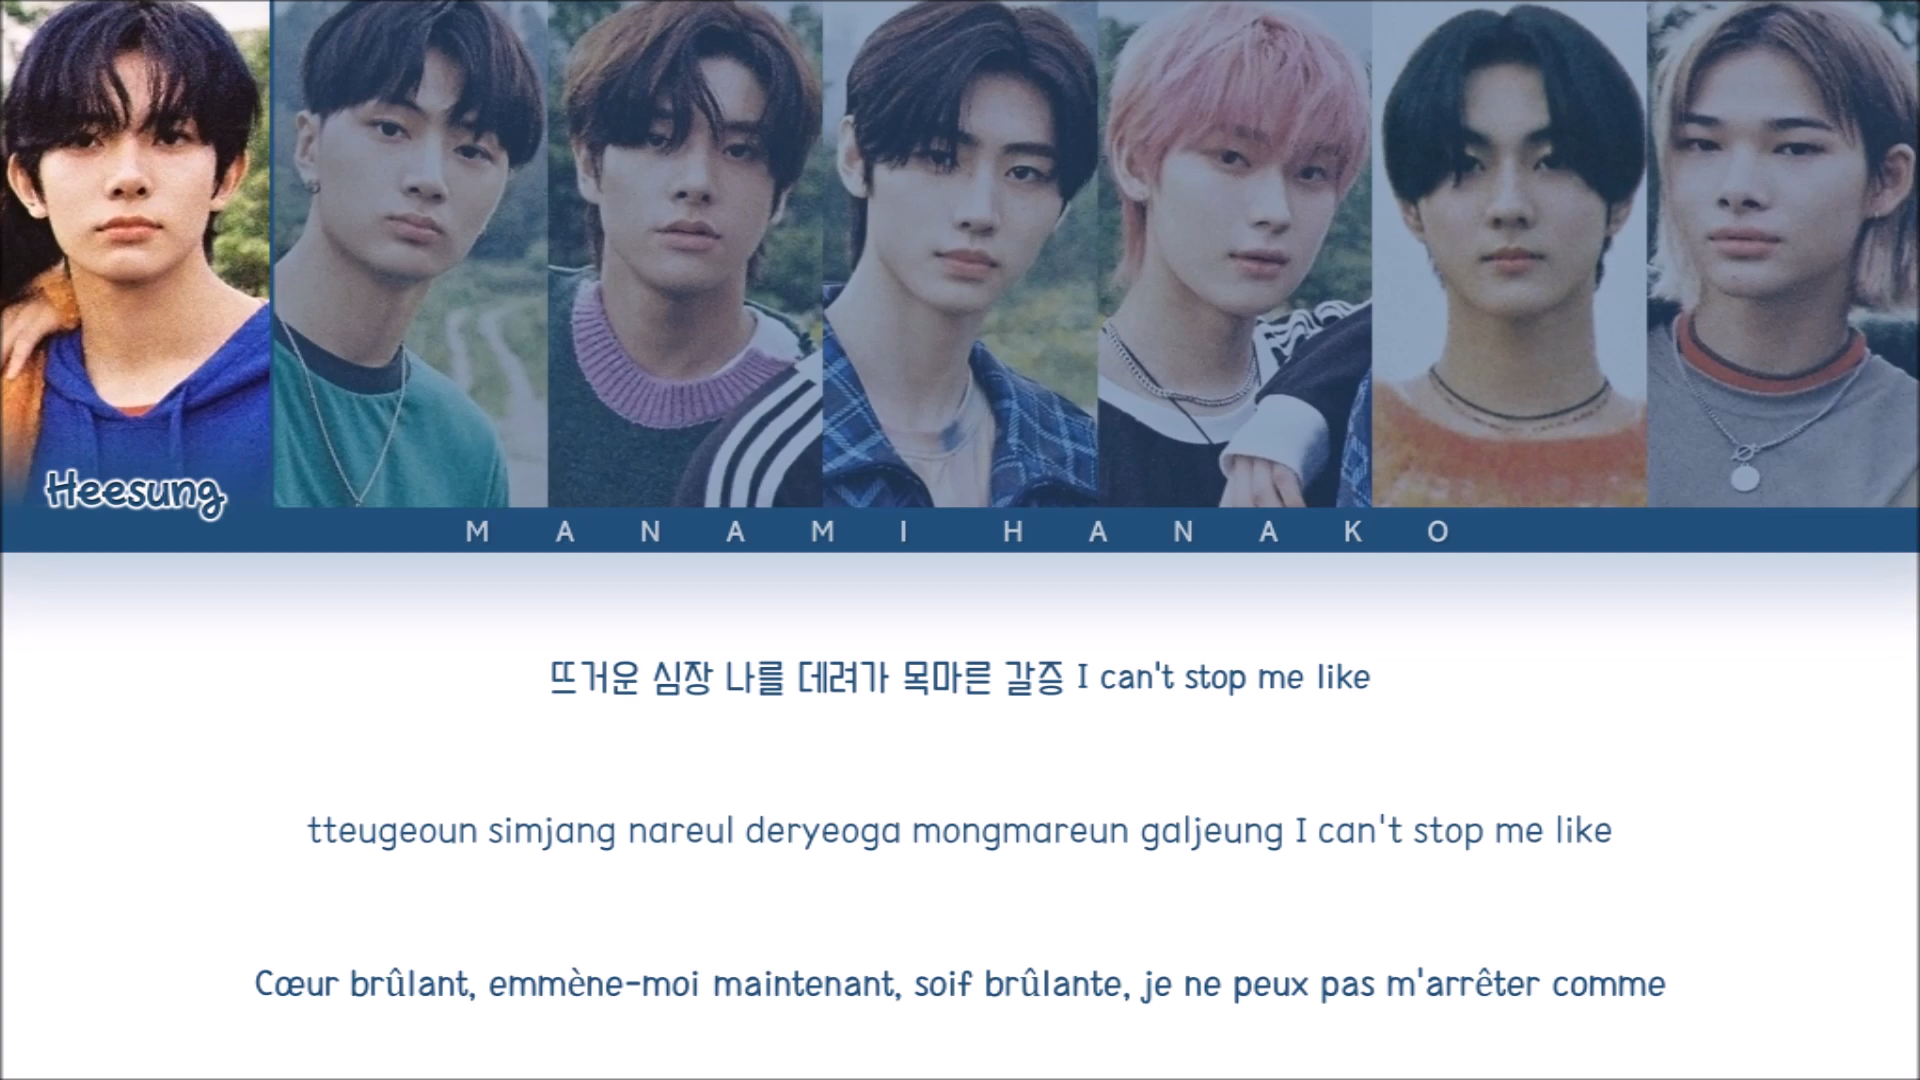 Heesung
MANAMI HANAKO
뜨거운 심장 나를 데려가 목마른 갈증 I can't stop me like
tteugeoun simjang nareul deryeoga mongmareun galjeung I can't stop me like
Cœur brûlant, emmène-moi maintenant, soif brûlante, je ne peux pas m'arrêter comme